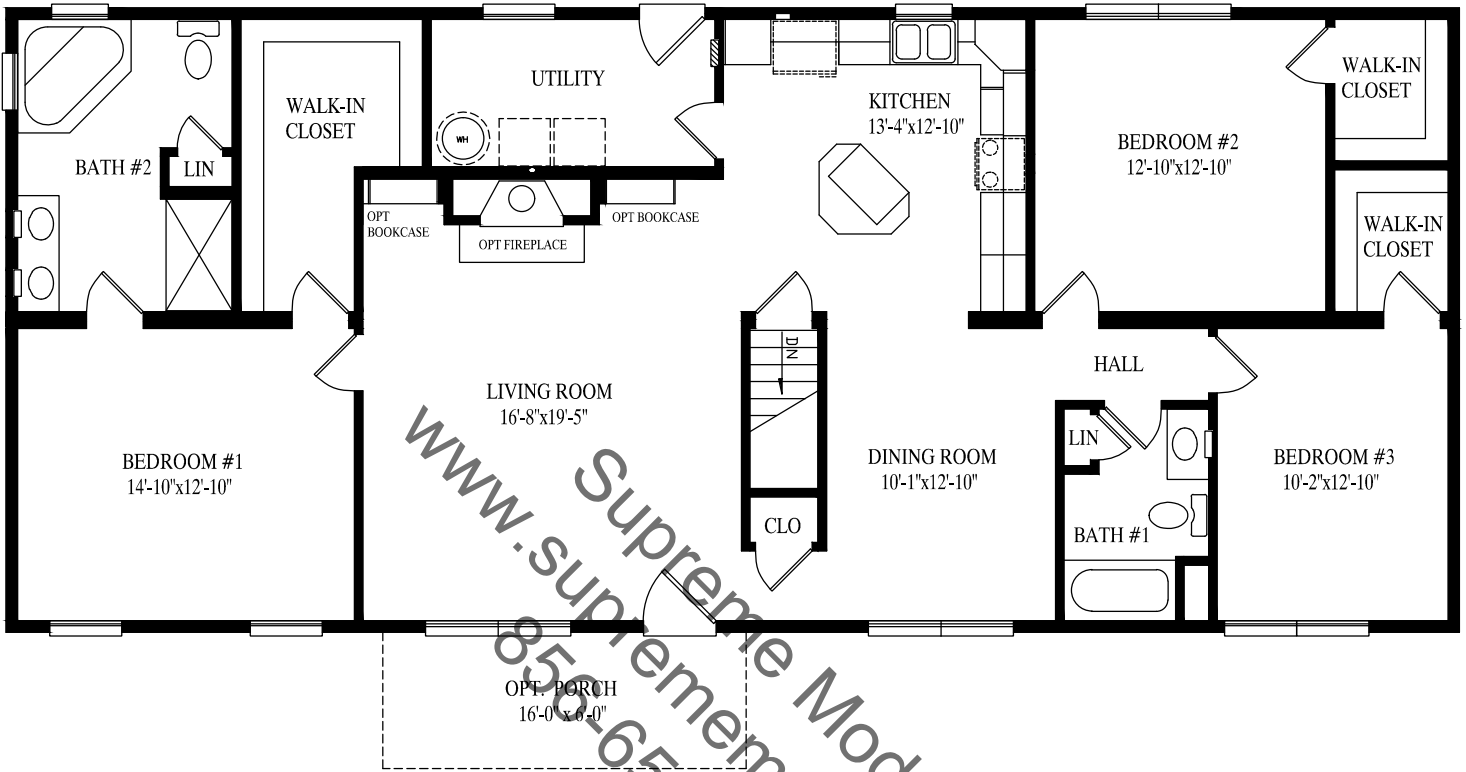 UTILITY
WH
WALK-IN
CLOSET
BATH #2
LIN
KITCHEN
13'-4"x12'-10"
BEDROOM #2
12'-10"x12'-10"
WALK-IN
CLOSET
WALK-IN
CLOSET
OPT
BOOKCASE
OPT FIREPLACE
OPT BOOKCASE
DN
HALL
LIVING ROOM
16'-8"x19'-5"
BEDROOM #1
14'-10"x12'-10"
DINING ROOM
10'-1"x12'-10"
LIN
BEDROOM #3
10'-2"x12'-10"
CLO
BATH #1
OPT. PORCH
16'-0" x 6'-0"
Supreme Mod
www.suprememo
856-65